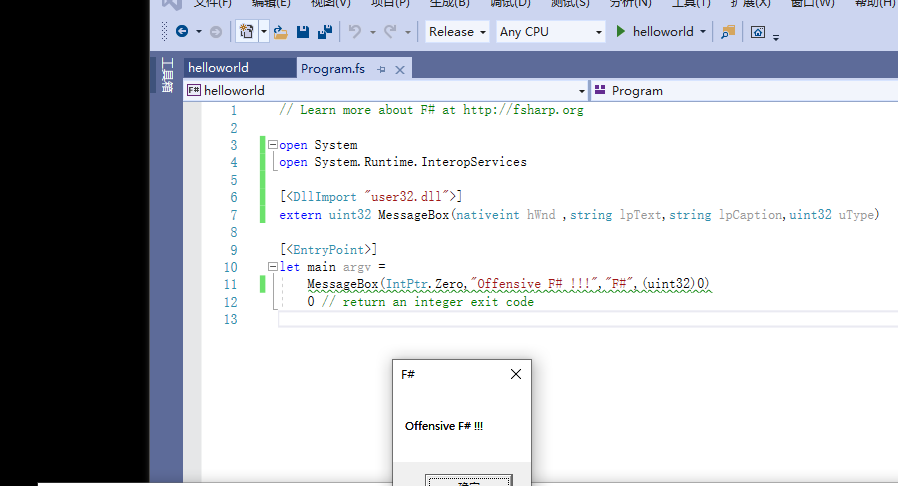 文件(F) 编辑(E) 视图(V) 项目(P) 生成(B) 调试(D) 测试(S) 分析(N) 工具(T) 扩展(X) 窗口(W) 帮助(H)
Release Any CPU helloworld
工具箱
helloworld Program.fs
F# helloworld Program
1 // Learn more about F# at http://fsharp.org
2
3 open System
4 open System.Runtime.InteropServices
5
6 [<DllImport "user32.dll">]
7 extern uint32 MessageBox(nativeint hWnd ,string lpText,string lpCaption,uint32 uType)
8
9 [<EntryPoint>]
10 let main argv =
11 MessageBox(IntPtr.Zero,"Offensive F# !!!","F#",(uint32)0)
12 0 // return an integer exit code
13
F#
Offensive F# !!!
确定